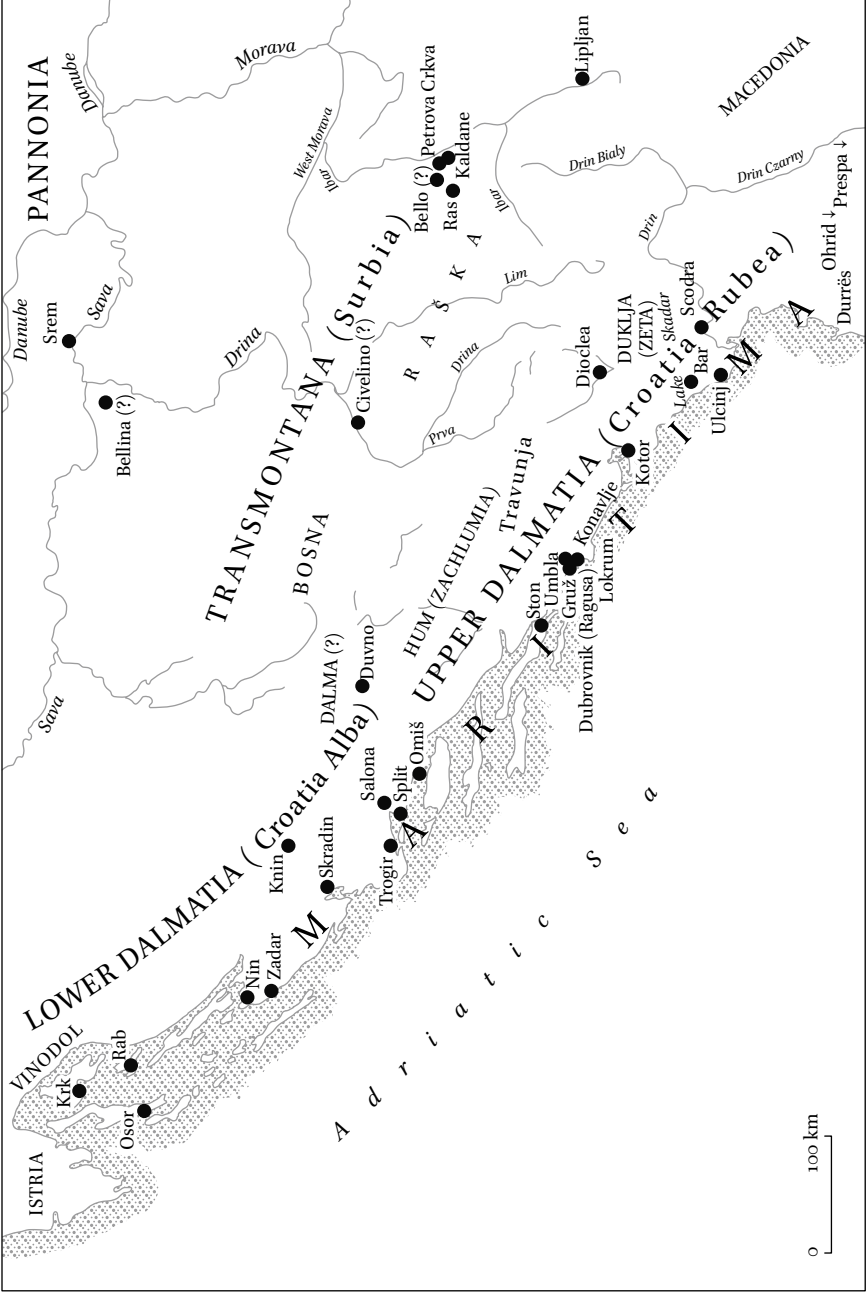 PANNONIA
Danube
Danube
Morava
Srem
Sava
Sava
Bellina (?)
Drina
West Morava
Ibar
Petrova Crkva
Bello (?)
Kaldane
Ras
Ibar
Lipljan
MACEDONIA
TRANSMONTANA (Surbia)
Civelino (?)
RAŠKA
Drina
Prva
Lim
Drin Bialy
Drin Czarny
Drin
BOSNA
DALMA (?)
Duvno
HUM (ZACHLUMIA)
Travunja
Dioclea
DUKLJA
(ZETA)
Lake Skadar
Scodra
Bar
Ulcinj
Ohrid ↓
Prespa ↓
Durrës
UPPER DALMATIA (Croatia Rubea)
Kotor
Konavlje
Ston
Umbla
Gruž
Dubrovnik (Ragusa)
Lokrum
LOWER DALMATIA (Croatia Alba)
Knin
Skradin
Salona
Split
Trogir
Omiš
Nin
Zadar
VINODOL
Krk
Rab
Osor
ISTRIA
MARITIMA
Adriatic Sea
0 100 km